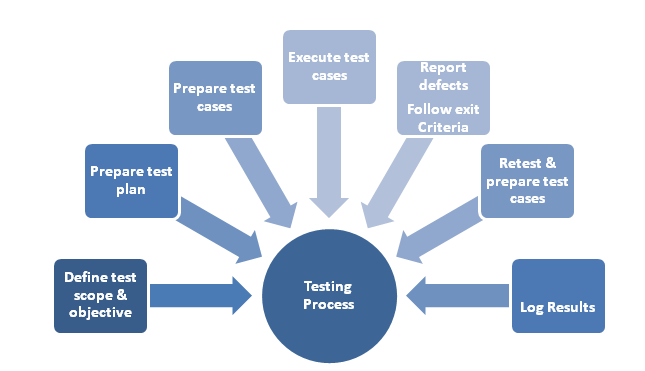 Define test
scope &
objective
Prepare test
plan
Prepare test
cases
Execute test
cases
Report
defects
Follow exit
Criteria
Retest &
prepare test
cases
Log Results
Testing
Process